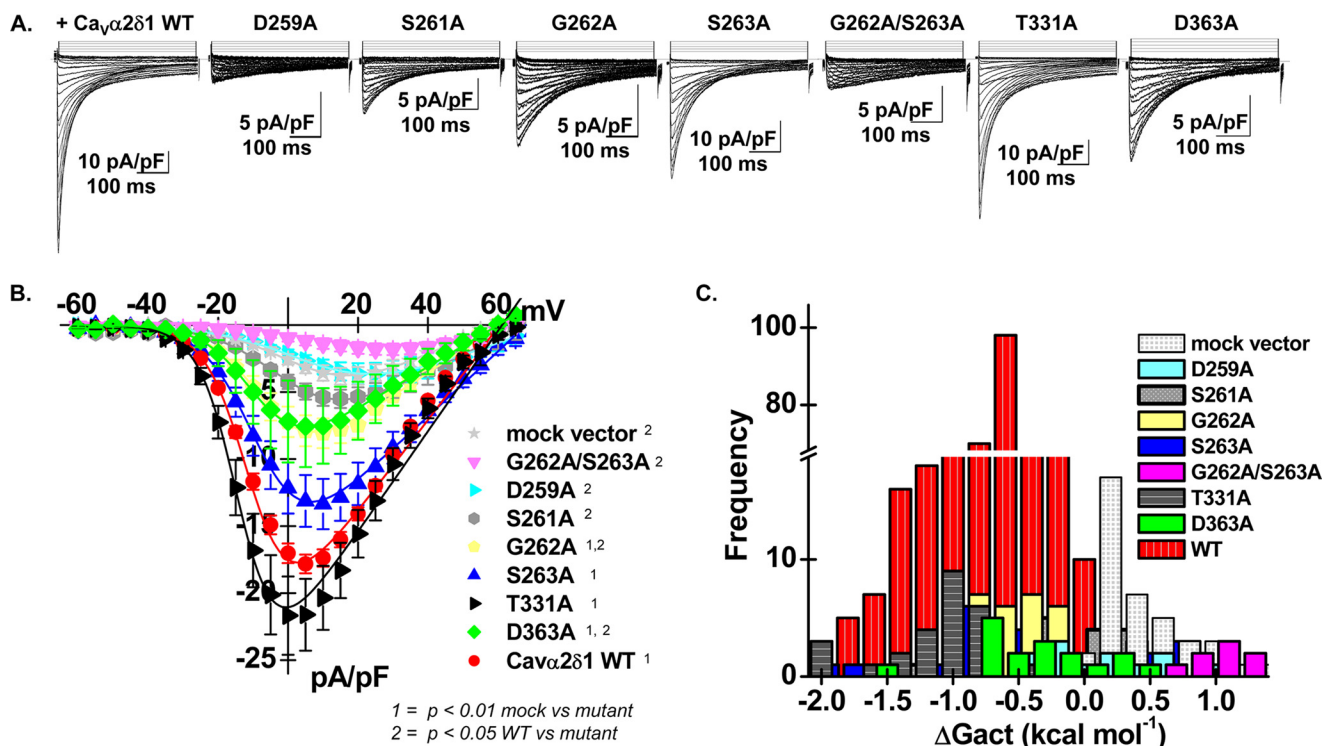 A.
+ CaVα2δ1 WT D259A S261A G262A S263A G262A/S263A T331A D363A
10 pA/pF
100 ms
5 pA/pF
100 ms
5 pA/pF
100 ms
5 pA/pF
100 ms
10 pA/pF
100 ms
5 pA/pF
100 ms
10 pA/pF
100 ms
5 pA/pF
100 ms
B.
-60 -40 -20 20 40 60 mV
5
-10
-15
-20
-25
pA/pF
mock vector 2
G262A/S263A 2
D259A 2
S261A 2
G262A 1,2
S263A 1
T331A 1
D363A 1, 2
Cavα2δ1 WT 1
1 = p < 0.01 mock vs mutant
2 = p < 0.05 WT vs mutant
C.
Frequency
100
80
10
0
-2.0 -1.5 -1.0 -0.5 0.0 0.5 1.0
ΔGact (kcal mol-1)
mock vector
D259A
S261A
G262A
S263A
G262A/S263A
T331A
D363A
WT